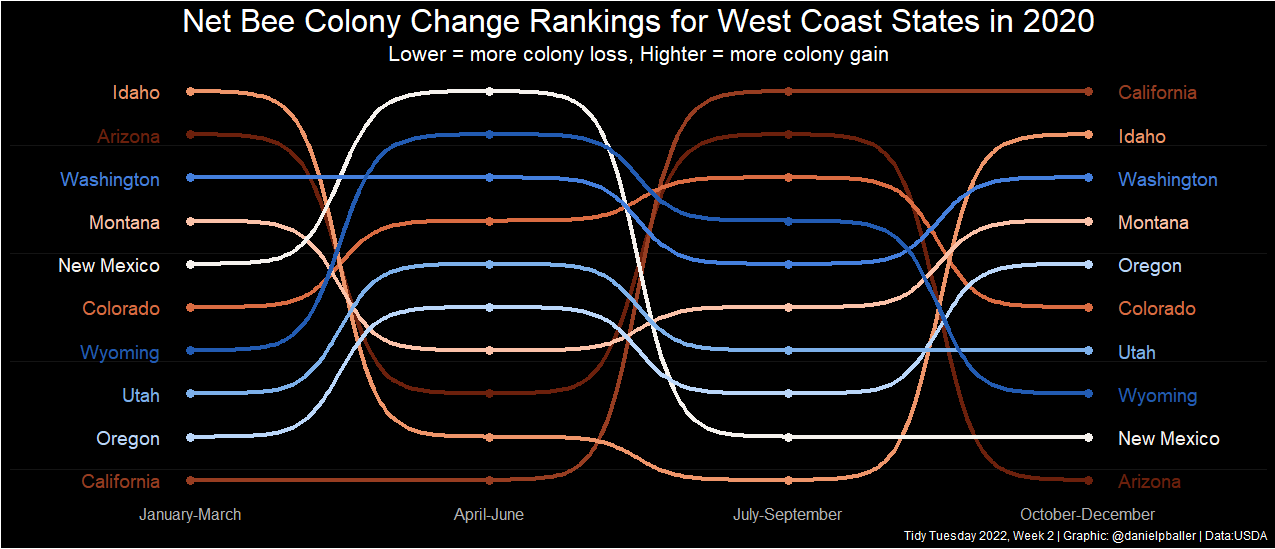 Net Bee Colony Change Rankings for West Coast States in 2020
Lower = more colony loss, Highter = more colony gain
Idaho
Arizona
Washington
Montana
New Mexico
Colorado
Wyoming
Utah
Oregon
California
California
Idaho
Washington
Montana
Oregon
Colorado
Utah
Wyoming
New Mexico
Arizona
January-March
April-June
July-September
October-December
Tidy Tuesday 2022, Week 2 | Graphic: @danielpballer | Data:USDA